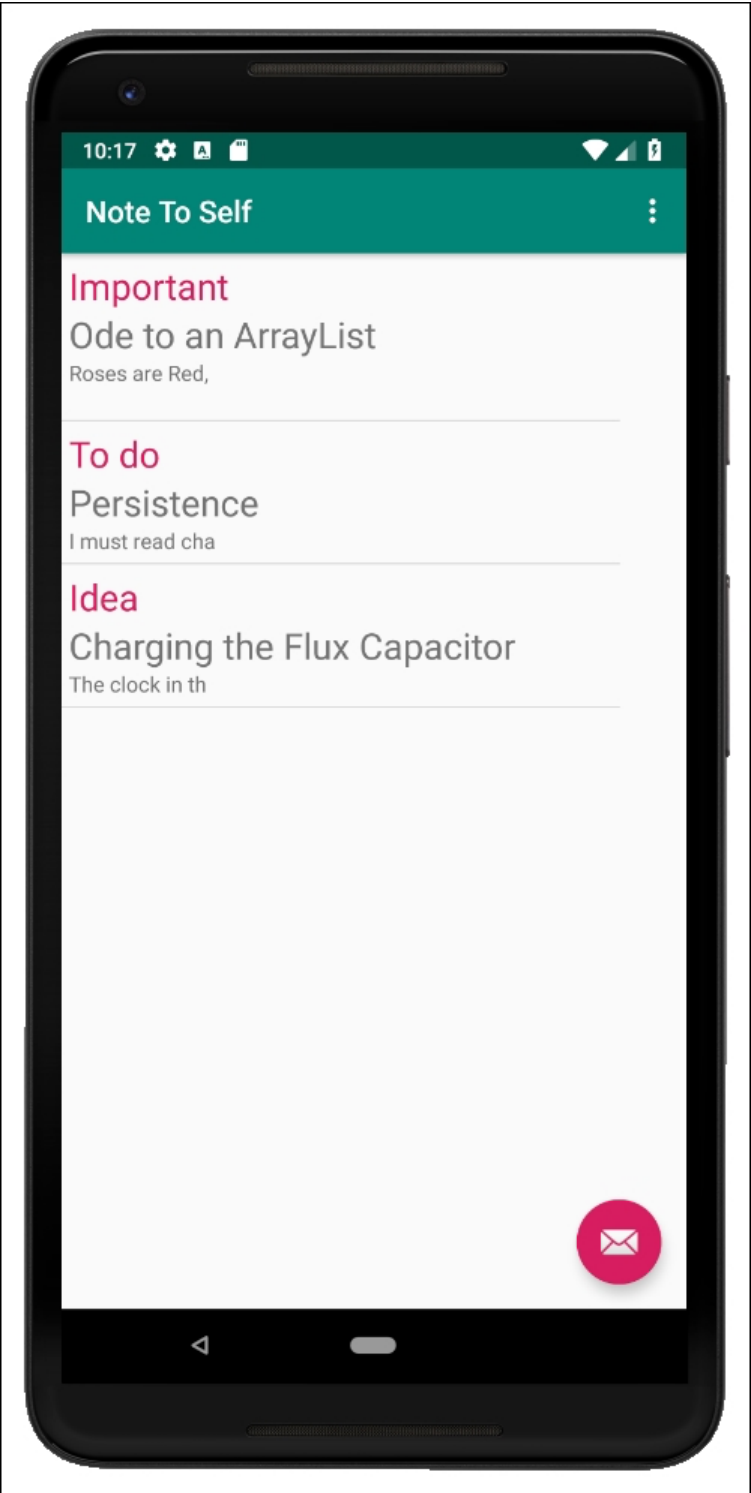 10:17
Note To Self
Important
Ode to an ArrayList
Roses are Red,
To do
Persistence
I must read cha
Idea
Charging the Flux Capacitor
The clock in th